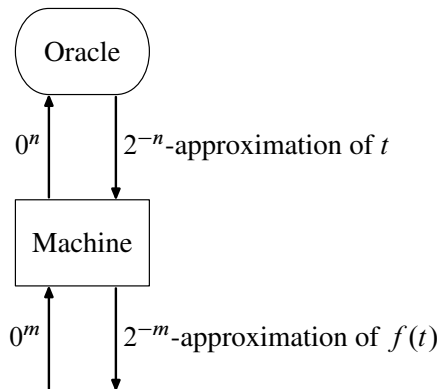 Oracle
0ⁿ 2⁻ⁿ-approximation of t
Machine
0ᵐ 2⁻ᵐ-approximation of f(t)